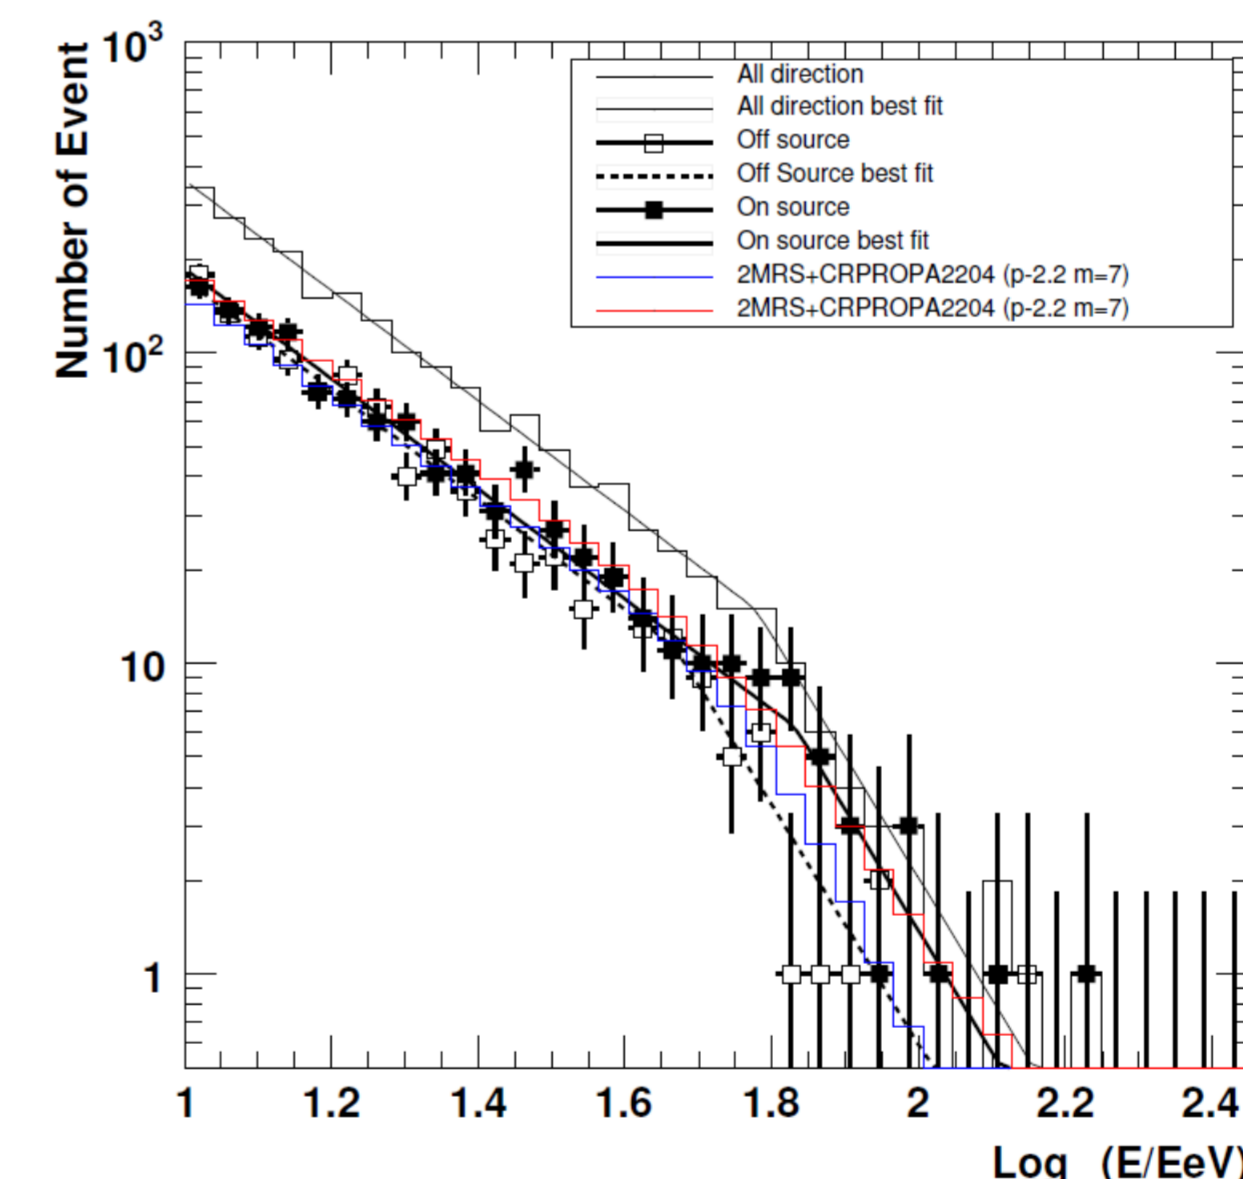 Number of Event
10³
10²
10
1
All direction
All direction best fit
Off source
Off Source best fit
On source
On source best fit
2MRS+CRPROPA2204 (p-2.2 m=7)
2MRS+CRPROPA2204 (p-2.2 m=7)
1 1.2 1.4 1.6 1.8 2 2.2 2.4
Log (E/EeV)